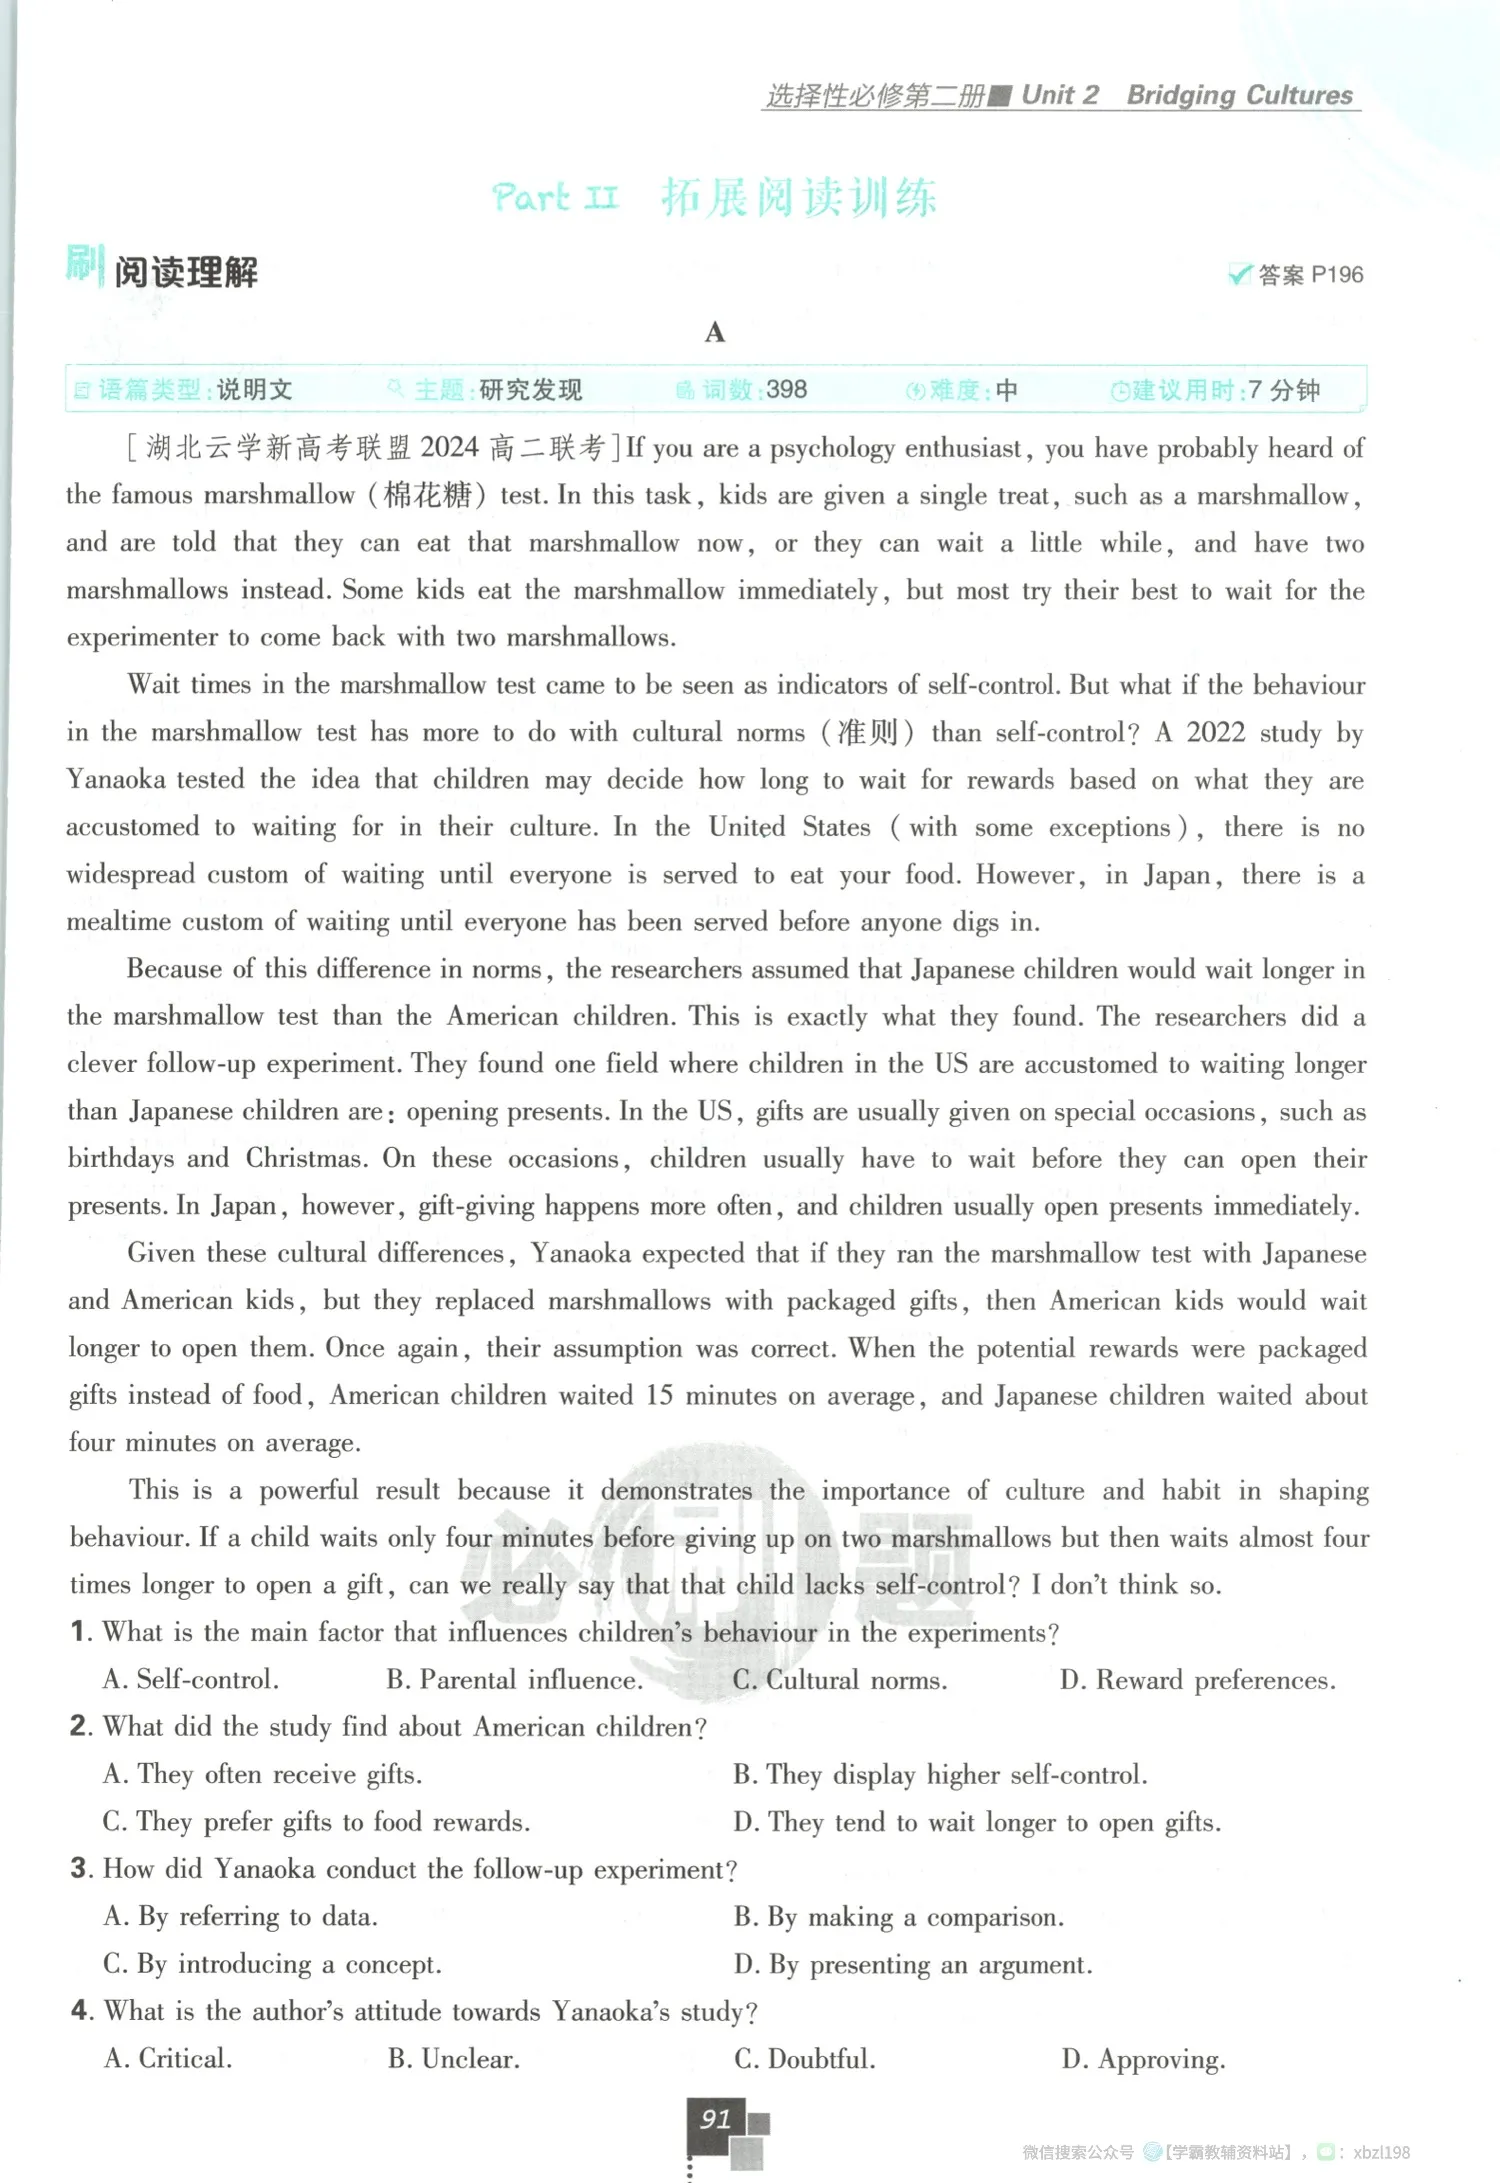 选择性必修第二册■ Unit 2 Bridging Cultures
Part II 拓展阅读训练
刷 阅读理解
答案 P196
A
语篇类型:说明文 主题:研究发现 词数:398 难度:中 建议用时:7 分钟
[湖北云学新高考联盟 2024 高二联考]If you are a psychology enthusiast, you have probably heard of
the famous marshmallow (棉花糖) test. In this task, kids are given a single treat, such as a marshmallow,
and are told that they can eat that marshmallow now, or they can wait a little while, and have two
marshmallows instead. Some kids eat the marshmallow immediately, but most try their best to wait for the
experimenter to come back with two marshmallows.
Wait times in the marshmallow test came to be seen as indicators of self-control. But what if the behaviour
in the marshmallow test has more to do with cultural norms (准则) than self-control? A 2022 study by
Yanaoka tested the idea that children may decide how long to wait for rewards based on what they are
accustomed to waiting for in their culture. In the United States (with some exceptions), there is no
widespread custom of waiting until everyone is served to eat your food. However, in Japan, there is a
mealtime custom of waiting until everyone has been served before anyone digs in.
Because of this difference in norms, the researchers assumed that Japanese children would wait longer in
the marshmallow test than the American children. This is exactly what they found. The researchers did a
clever follow-up experiment. They found one field where children in the US are accustomed to waiting longer
than Japanese children are: opening presents. In the US, gifts are usually given on special occasions, such as
birthdays and Christmas. On these occasions, children usually have to wait before they can open their
presents. In Japan, however, gift-giving happens more often, and children usually open presents immediately.
Given these cultural differences, Yanaoka expected that if they ran the marshmallow test with Japanese
and American kids, but they replaced marshmallows with packaged gifts, then American kids would wait
longer to open them. Once again, their assumption was correct. When the potential rewards were packaged
gifts instead of food, American children waited 15 minutes on average, and Japanese children waited about
four minutes on average.
This is a powerful result because it demonstrates the importance of culture and habit in shaping
behaviour. If a child waits only four minutes before giving up on two marshmallows but then waits almost four
times longer to open a gift, can we really say that that child lacks self-control? I don't think so.
1. What is the main factor that influences children's behaviour in the experiments?
A. Self-control. B. Parental influence. C. Cultural norms. D. Reward preferences.
2. What did the study find about American children?
A. They often receive gifts. B. They display higher self-control.
C. They prefer gifts to food rewards. D. They tend to wait longer to open gifts.
3. How did Yanaoka conduct the follow-up experiment?
A. By referring to data. B. By making a comparison.
C. By introducing a concept. D. By presenting an argument.
4. What is the author's attitude towards Yanaoka's study?
A. Critical. B. Unclear. C. Doubtful. D. Approving.
必刷题
91
微信搜索公众号【学霸教辅资料站】,：xbzl198